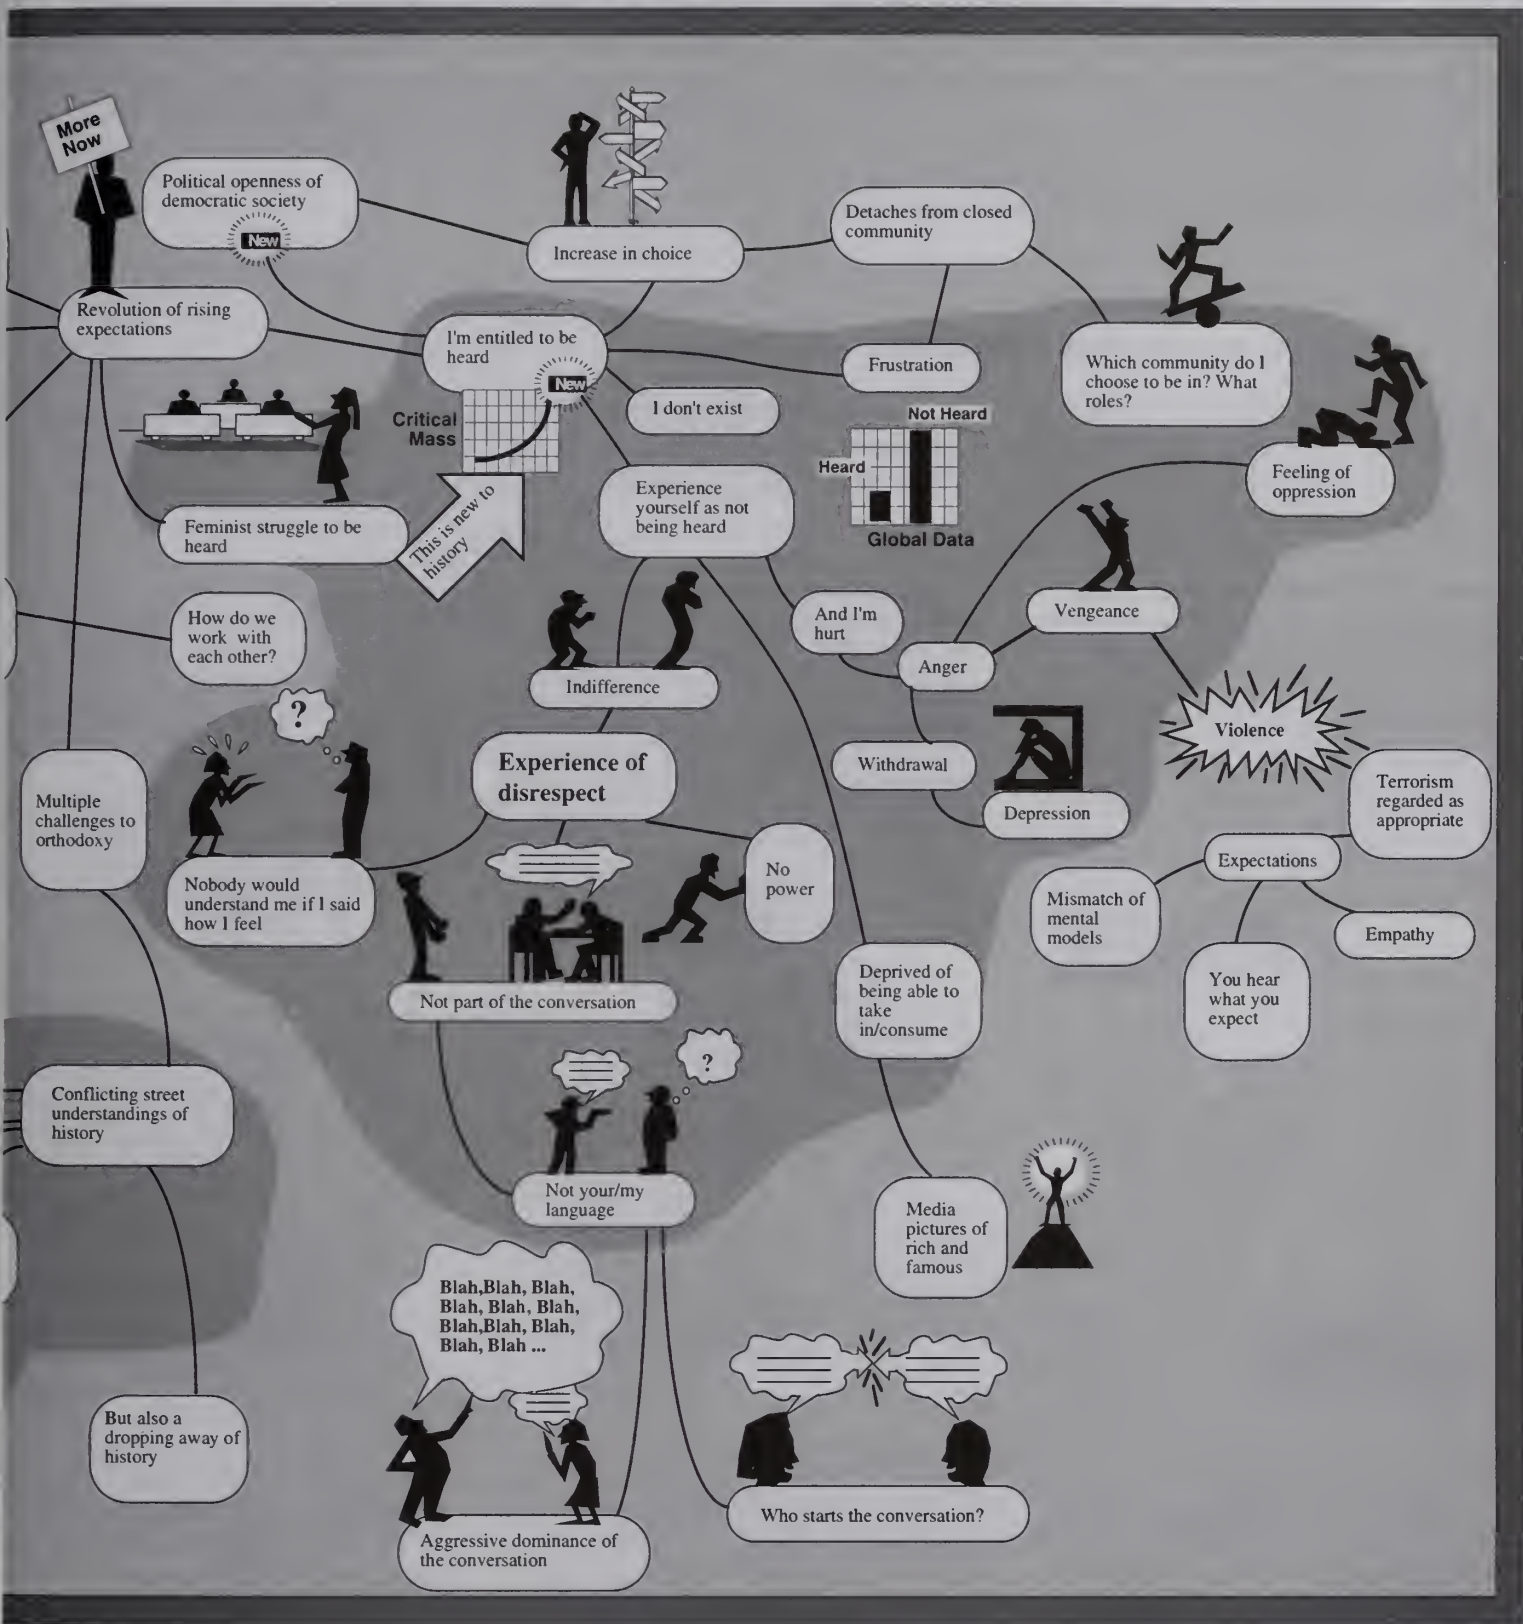 More
Now
Political openness of
democratic society
New
Increase in choice
Detaches from closed
community
Revolution of rising
expectations
I'm entitled to be
heard
New
Critical
Mass
This is new to
history
I don't exist
Frustration
Which community do I
choose to be in? What
roles?
Not Heard
Heard
Global Data
Feeling of
oppression
Experience
yourself as not
being heard
Feminist struggle to be
heard
How do we
work with
each other?
And I'm
hurt
Vengeance
Anger
Indifference
?
Violence
Withdrawal
Depression
Experience of
disrespect
Multiple
challenges to
orthodoxy
Terrorism
regarded as
appropriate
Expectations
Mismatch of
mental
models
Empathy
You hear
what you
expect
No
power
Nobody would
understand me if I said
how I feel
Not part of the conversation
Deprived of
being able to
take
in/consume
?
Conflicting street
understandings of
history
Not your/my
language
Media
pictures of
rich and
famous
Blah,Blah, Blah,
Blah, Blah, Blah,
Blah,Blah, Blah,
Blah, Blah ...
But also a
dropping away of
history
Who starts the conversation?
Aggressive dominance of
the conversation